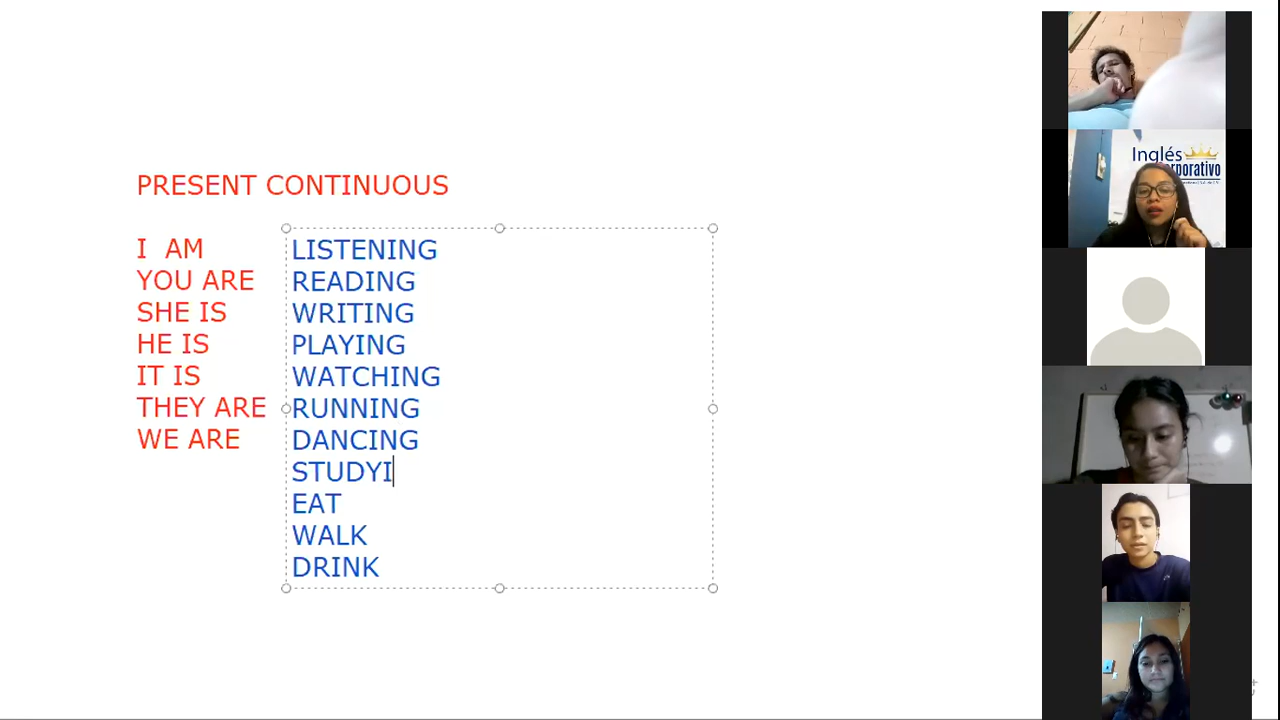 PRESENT CONTINUOUS
I AM
YOU ARE
SHE IS
HE IS
IT IS
THEY ARE
WE ARE
LISTENING
READING
WRITING
PLAYING
WATCHING
RUNNING
DANCING
STUDYI
EAT
WALK
DRINK
Inglés
orporativo